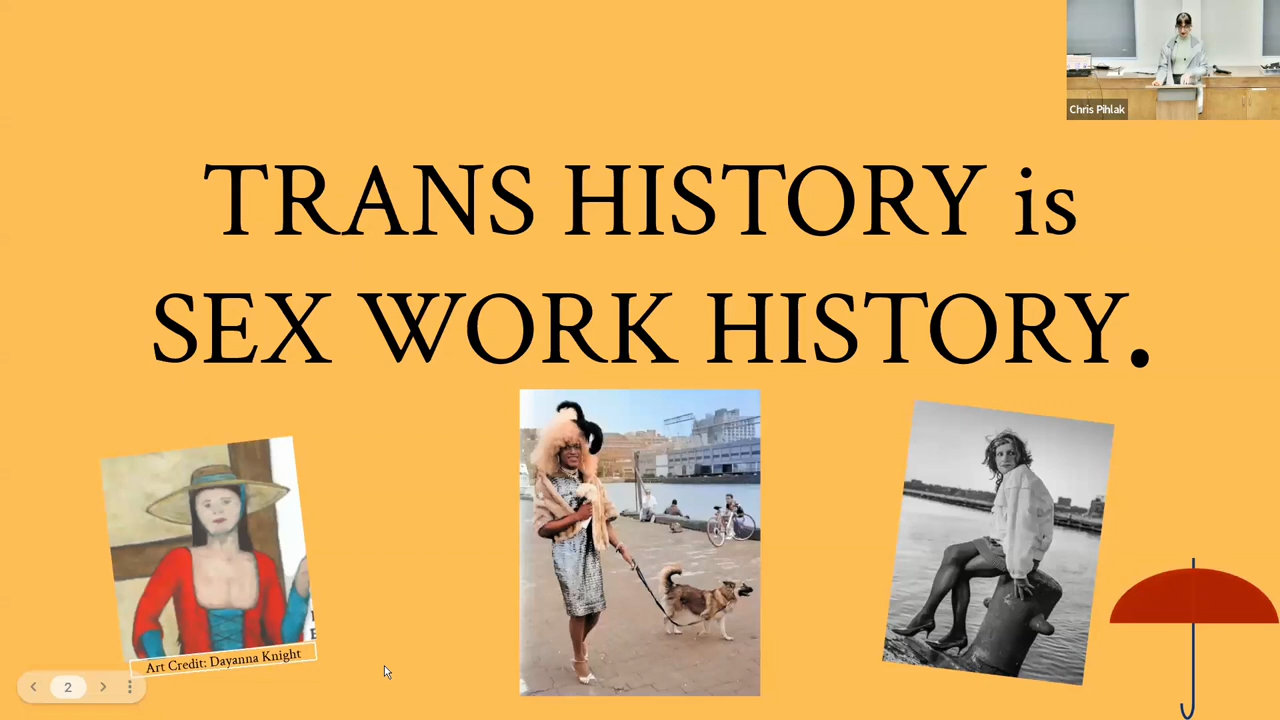 Chris Pihlak
TRANS HISTORY is
SEX WORK HISTORY.
Art Credit: Dayanna Knight
2